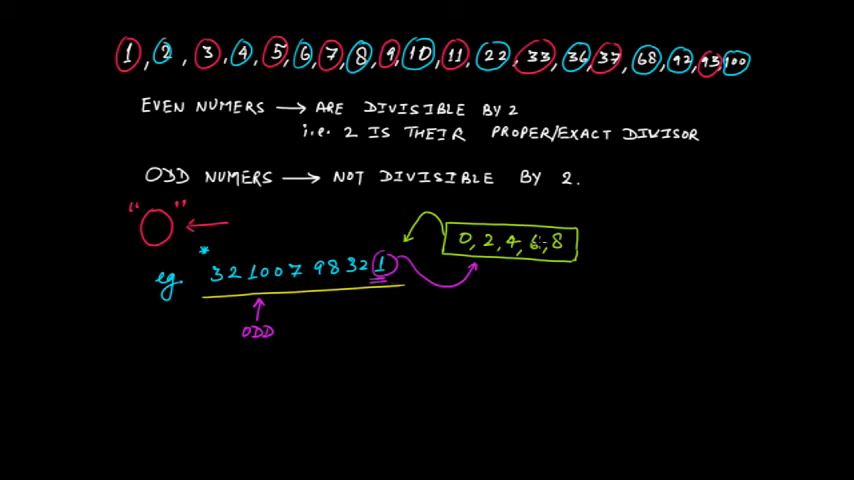 1, 2, 3, 4, 5, 6, 7, 8, 9, 10, 11, 22, 33, 36, 37, 68, 92, 93 100
EVEN NUMERS → ARE DIVISIBLE BY 2
i.e. 2 IS THEIR PROPER/EXACT DIVISOR
ODD NUMERS → NOT DIVISIBLE BY 2.
"O" ←
0, 2, 4, 6, 8
eg. * 32100798321
ODD